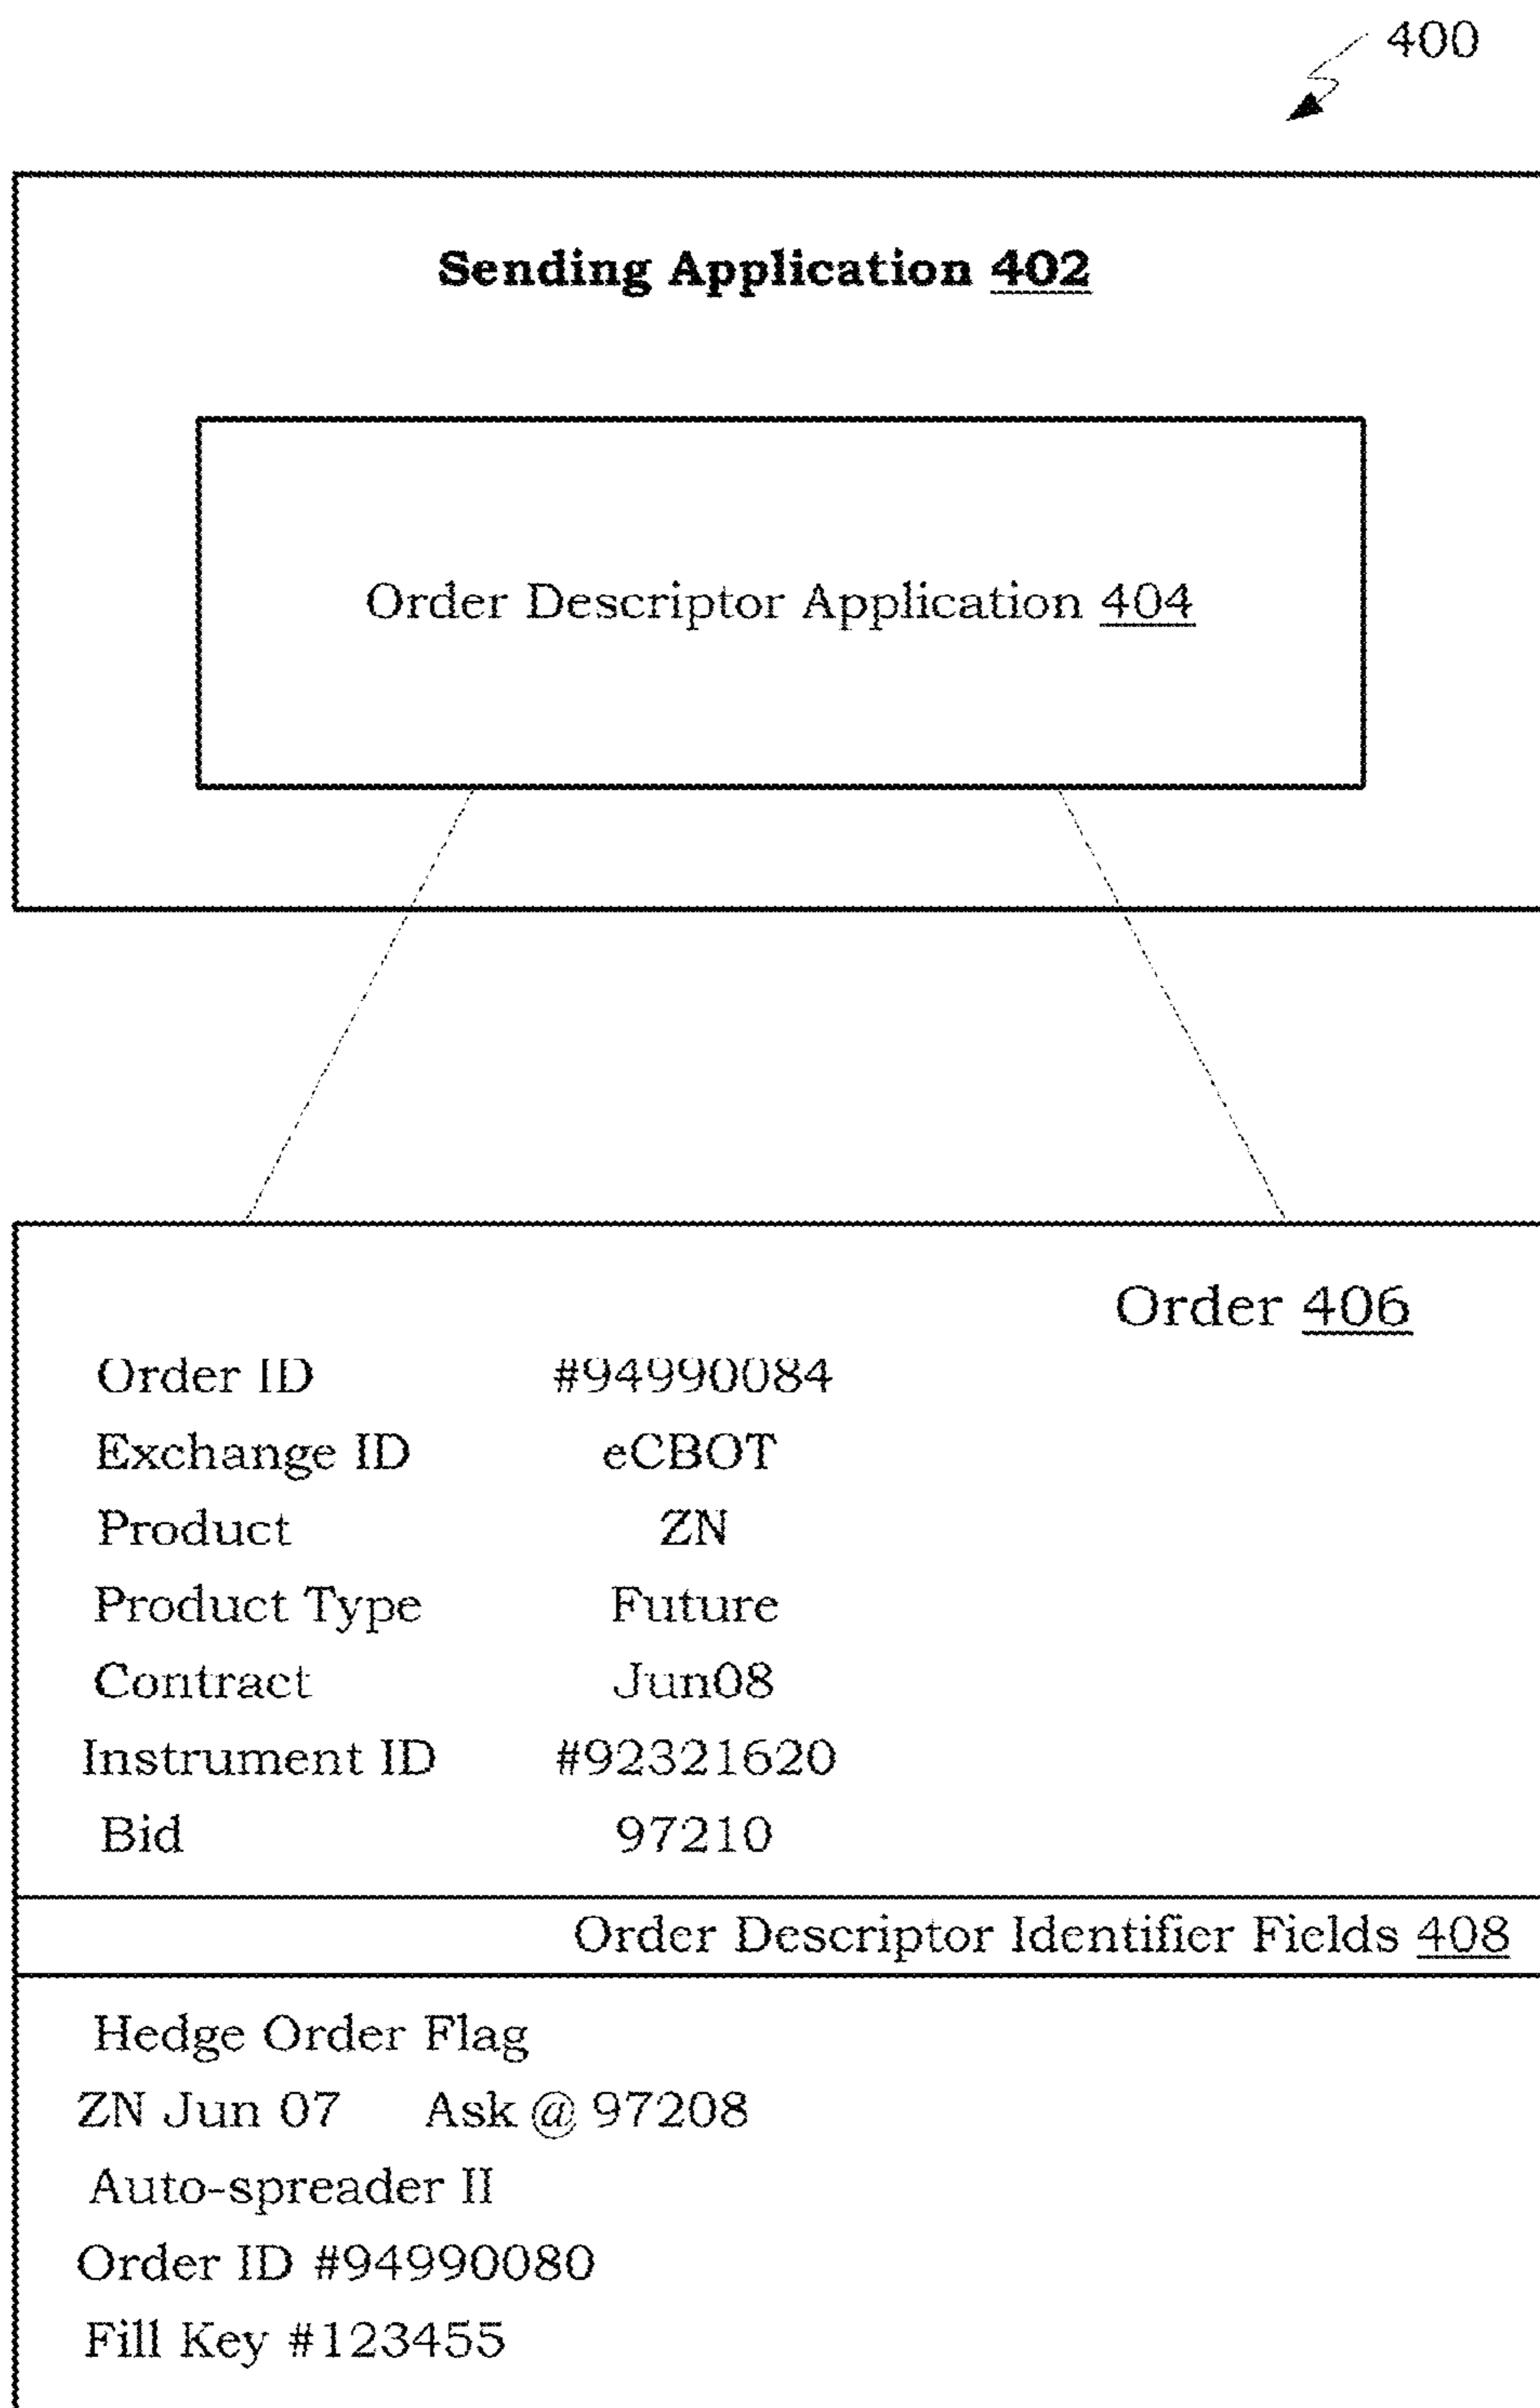 400
Sending Application 402
Order Descriptor Application 404
Order 406
Order ID #94990084
Exchange ID eCBOT
Product ZN
Product Type Future
Contract Jun08
Instrument ID #92321620
Bid 97210
Order Descriptor Identifier Fields 408
Hedge Order Flag
ZN Jun 07 Ask @ 97208
Auto-spreader II
Order ID #94990080
Fill Key #123455